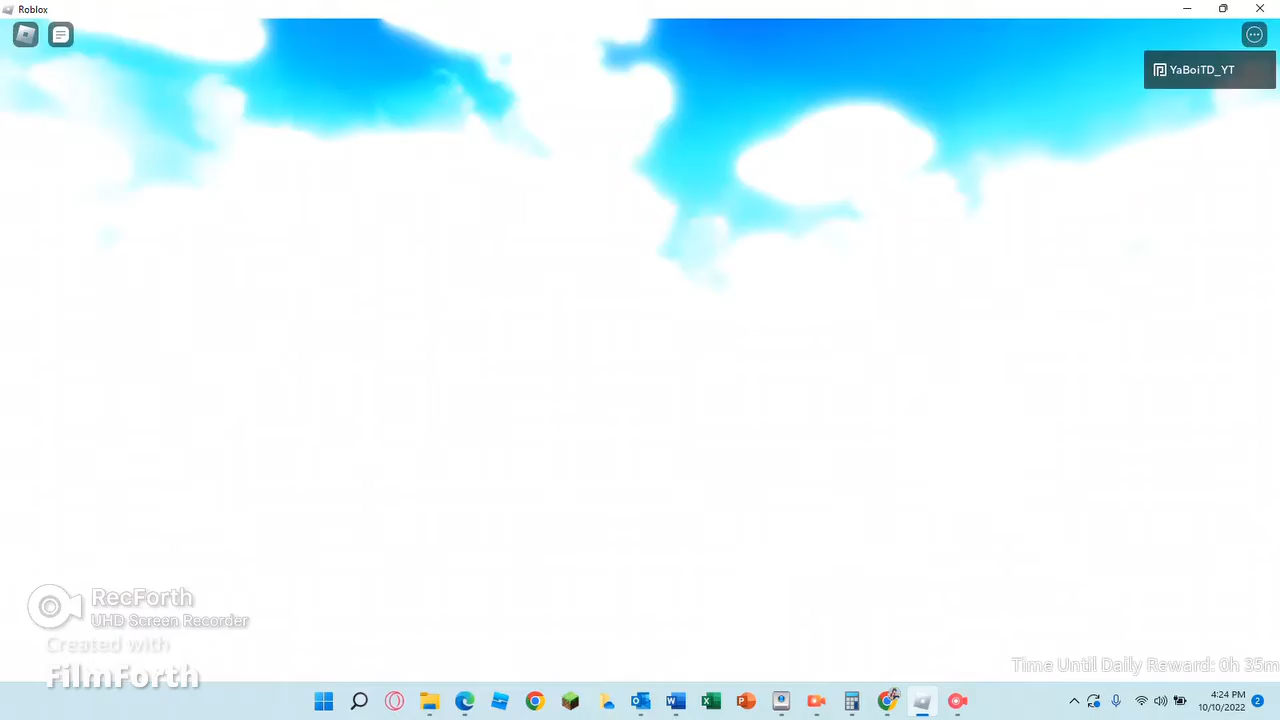 Roblox
YaBoiTD_YT
RecForth
UHD Screen Recorder
Created with
FilmForth
Time Until Daily Reward: 0h 35m
4:24 PM
10/10/2022
2